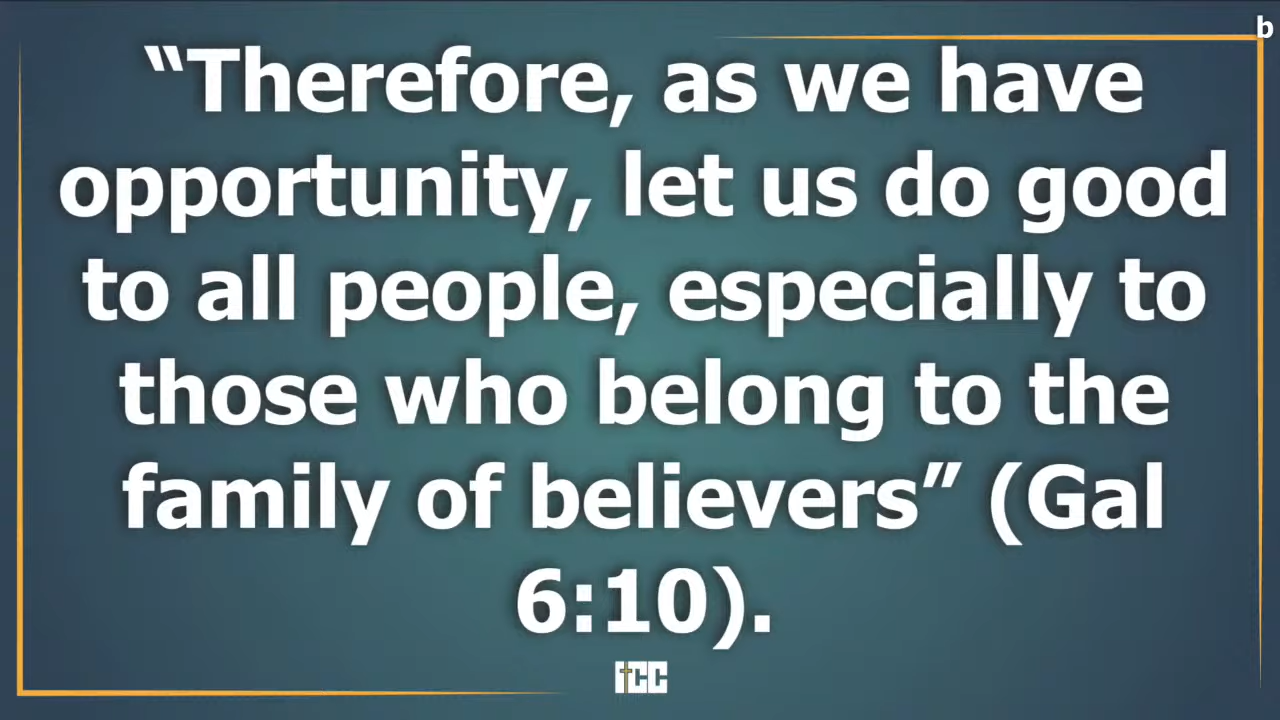 b
“Therefore, as we have
opportunity, let us do good
to all people, especially to
those who belong to the
family of believers” (Gal
6:10).
iCC